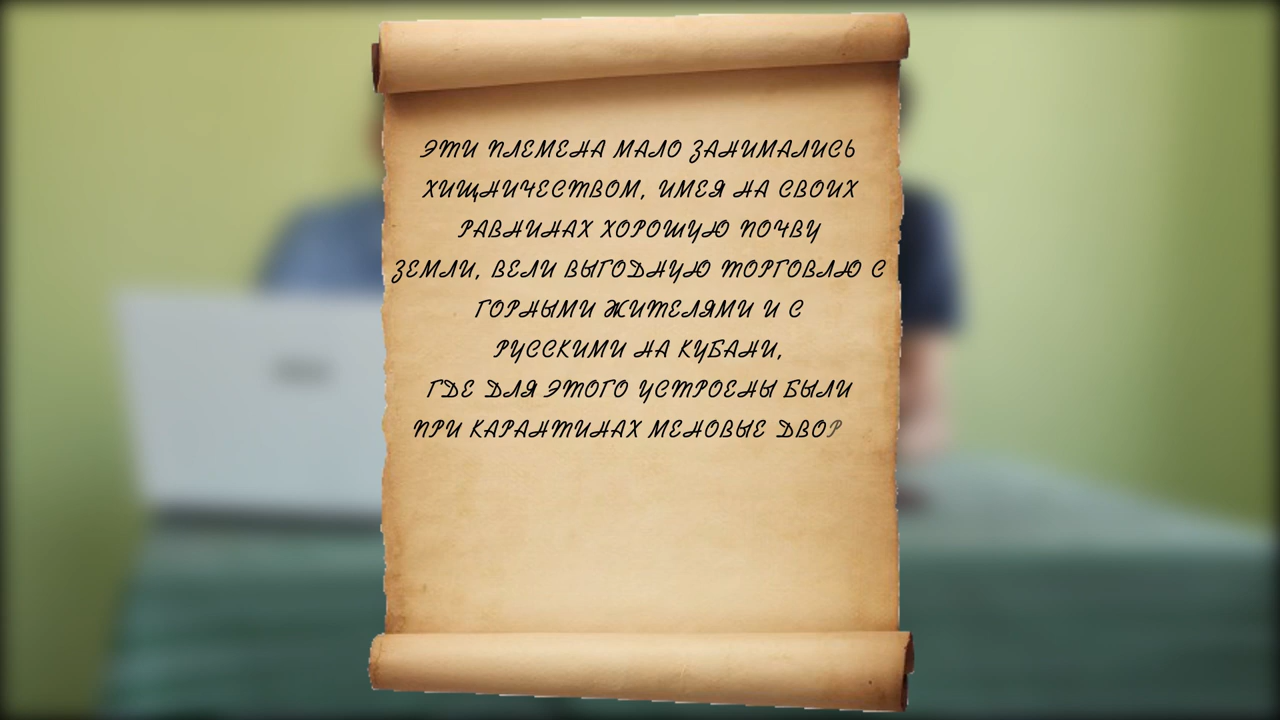 ЭТИ ПЛЕМЕНА МАЛО ЗАНИМАЛИСЬ
ХИЩНИЧЕСТВОМ, ИМЕЯ НА СВОИХ
РАВНИНАХ ХОРОШУЮ ПОЧВУ
ЗЕМЛИ, ВЕЛИ ВЫГОДНУЮ ТОРГОВЛЮ С
ГОРНЫМИ ЖИТЕЛЯМИ И С
РУССКИМИ НА КУБАНИ,
ГДЕ ДЛЯ ЭТОГО УСТРОЕНЫ БЫЛИ
ПРИ КАРАНТИНАХ МЕНОВЫЕ ДВОР